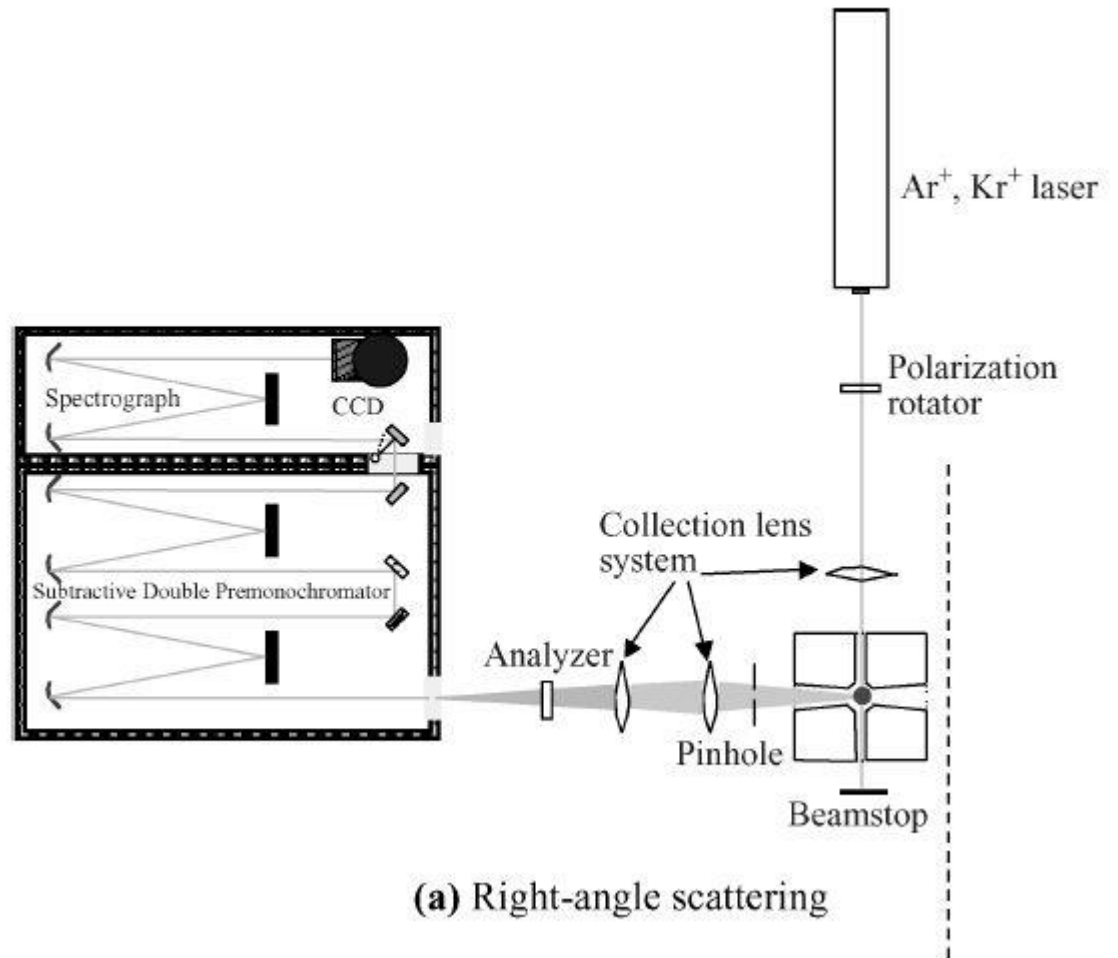 Ar⁺, Kr⁺ laser
Polarization
rotator
Spectrograph
CCD
Collection lens
system
Subtractive Double Premonochromator
Analyzer
Pinhole
Beamstop
(a) Right-angle scattering